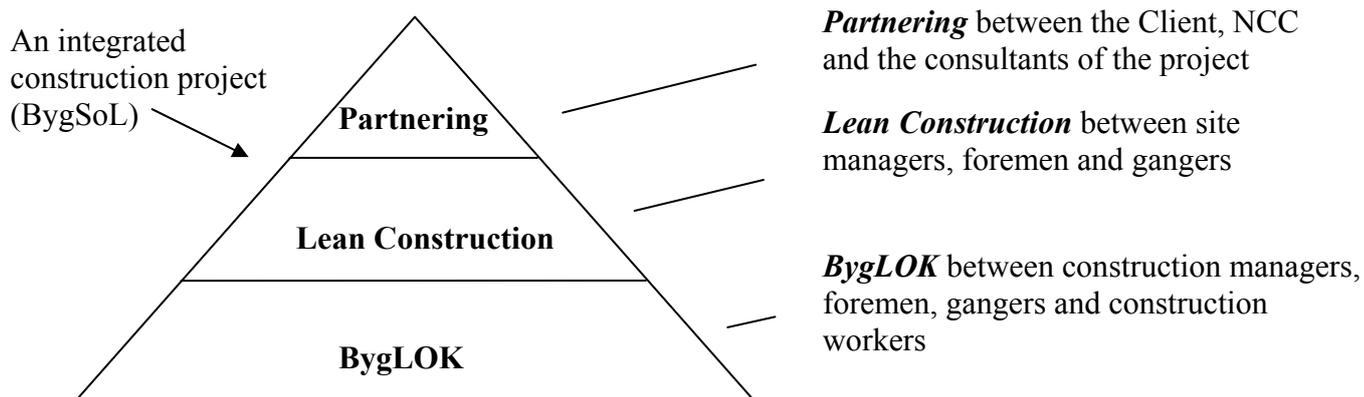 An integrated
construction project
(BygSoL)
Partnering
Lean Construction
BygLOK
Partnering between the Client, NCC
and the consultants of the project
Lean Construction between site
managers, foremen and gangers
BygLOK between construction managers,
foremen, gangers and construction
workers